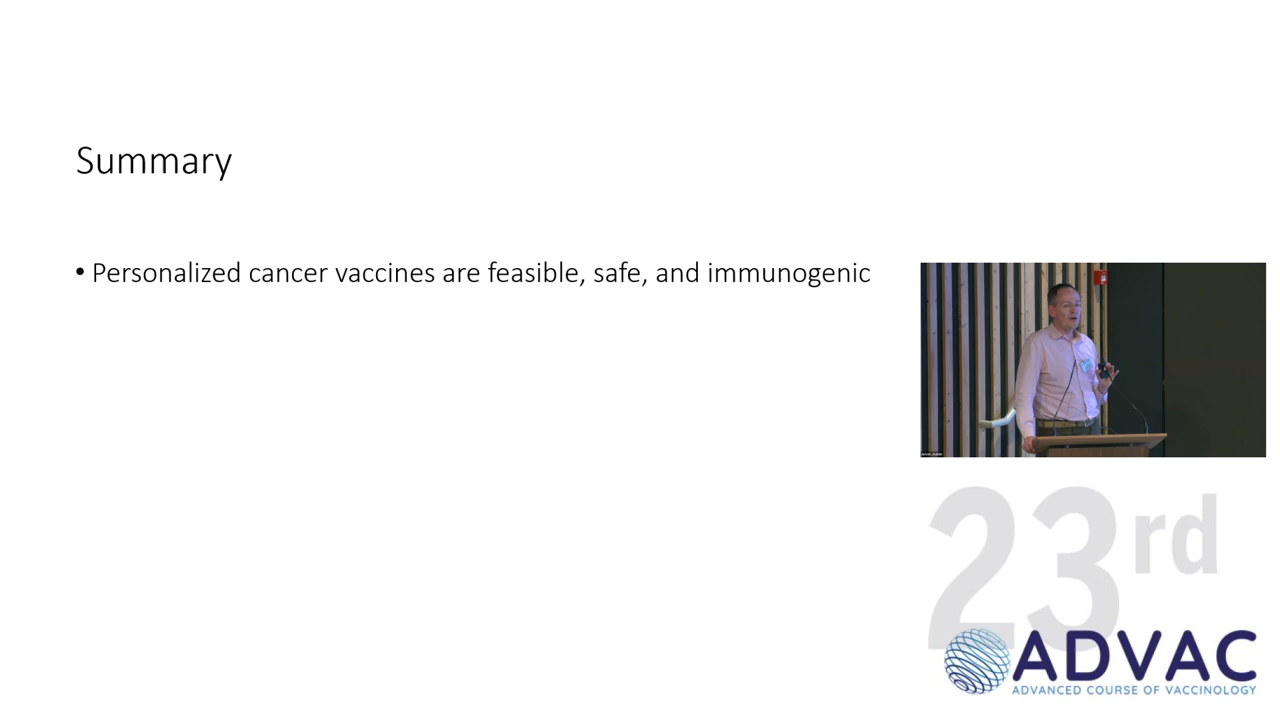 Summary
• Personalized cancer vaccines are feasible, safe, and immunogenic
23rd
ADVAC
ADVANCED COURSE OF VACCINOLOGY